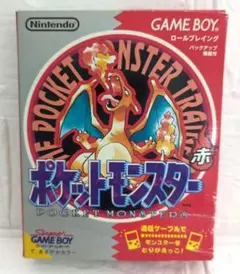 Nintendo
GAME BOY
ロールプレイング
バックアップ
機能付
POCKET MONSTER TRAINE
赤
ポケットモンスター
POCKET MONSTERS
Super
GAME BOY
通信ケーブルで
モンスターを
とりかえっこ!